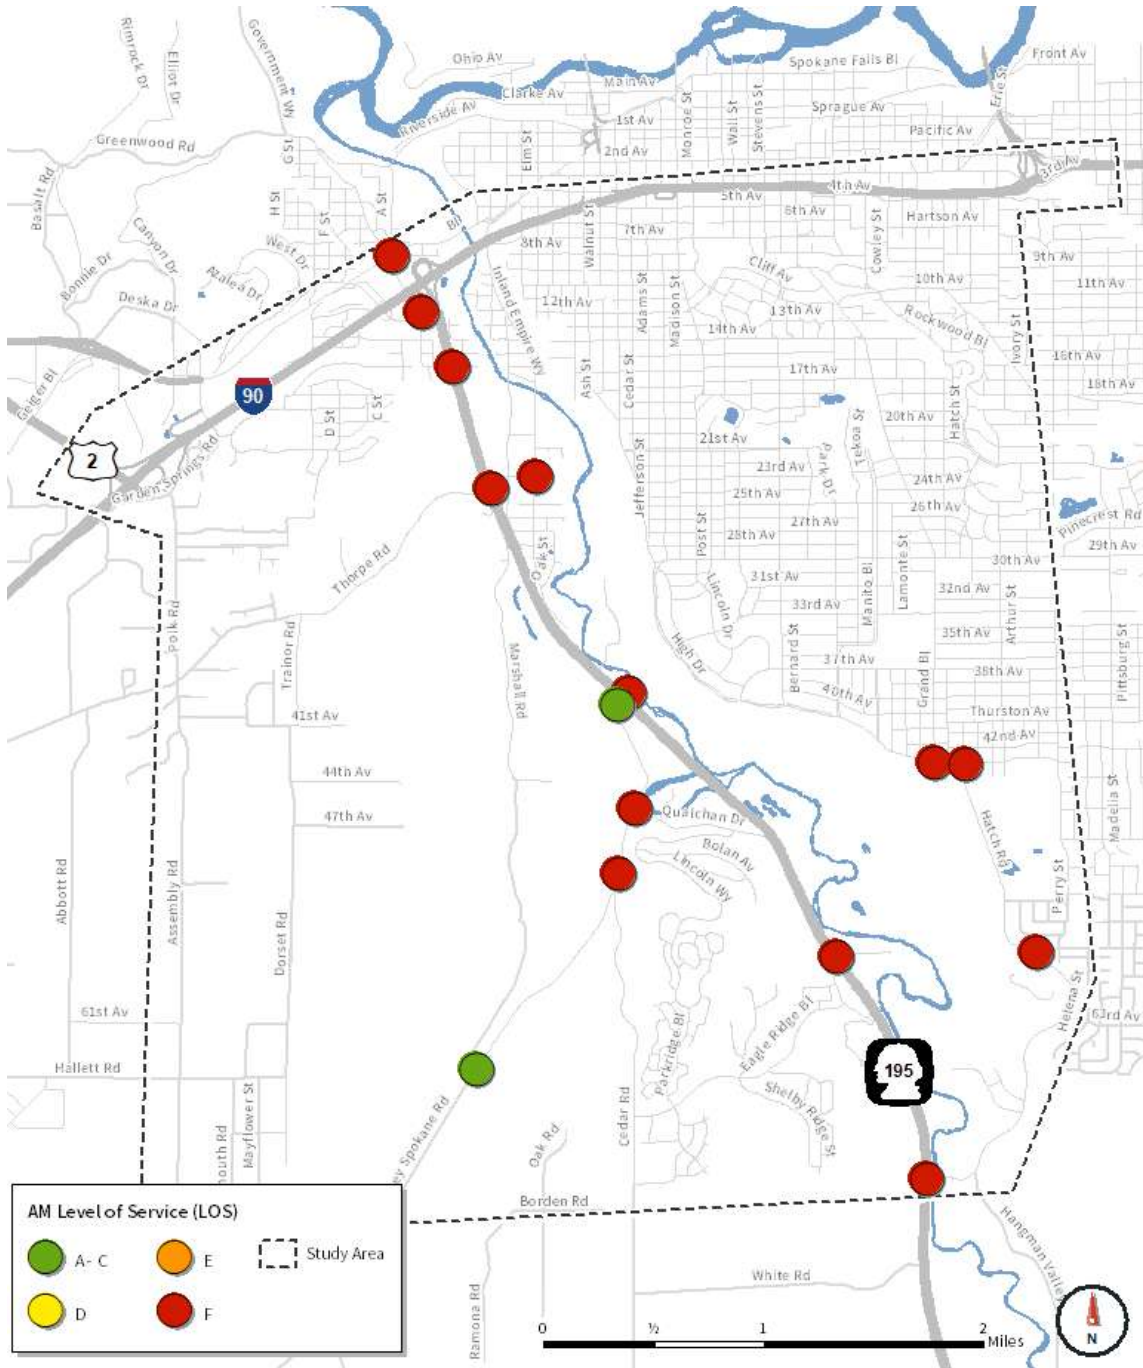 Rimrock Dr
Elliot Dr
Government Wy
Ohio Av
Front Av
Spokane Falls Bl
Main Av
Clarke Av
Erie St
Sprague Av
Riverside Av
1st Av
Monroe St
Wall St
Stevens St
Pacific Av
Greenwood Rd
G St
Elm St
2nd Av
3rd Av
Basalt Rd
4th Av
5th Av
H St
F St
A St
6th Av
Hartson Av
7th Av
Walnut St
8th Av
Cowley St
Canyon Dr
West Dr
9th Av
Bonnie Dr
Azalea Dr
Cliff Av
10th Av
11th Av
Deska Dr
Inland Empire Wy
12th Av
Adams St
Madison St
13th Av
14th Av
Rockwood Bl
Ivory St
16th Av
Geiger Bl
90
Ash St
Cedar St
17th Av
18th Av
D St
C St
20th Av
Hatch St
2
21st Av
Tekoa St
Garden Springs Rd
Jefferson St
23rd Av
Park Dr
24th Av
25th Av
26th Av
Post St
27th Av
Pinecrest Rd
28th Av
29th Av
Oak St
Lamonte St
30th Av
Thorpe Rd
31st Av
Manito Bl
32nd Av
Arthur St
Lincoln Dr
33rd Av
Polk Rd
Trainor Rd
35th Av
Marshall Rd
High Dr
Bernard St
37th Av
Grand Bl
38th Av
Pittsburg St
40th Av
41st Av
Thurston Av
42nd Av
44th Av
Madelia St
47th Av
Qualchan Dr
Hatch Rd
Bolan Av
Lincoln Wy
Perry St
Abbott Rd
Assembly Rd
Dorset Rd
61st Av
Helena St
63rd Av
Parkridge Bl
Eagle Ridge Bl
Hallett Rd
195
Mayflower St
Cedar Rd
Shelby Ridge St
mouth Rd
ey Spokane Rd
Oak Rd
Borden Rd
Hangman Valley
White Rd
Ramona Rd
AM Level of Service (LOS)
A - C
E
Study Area
D
F
0
½
1
2
Miles
N